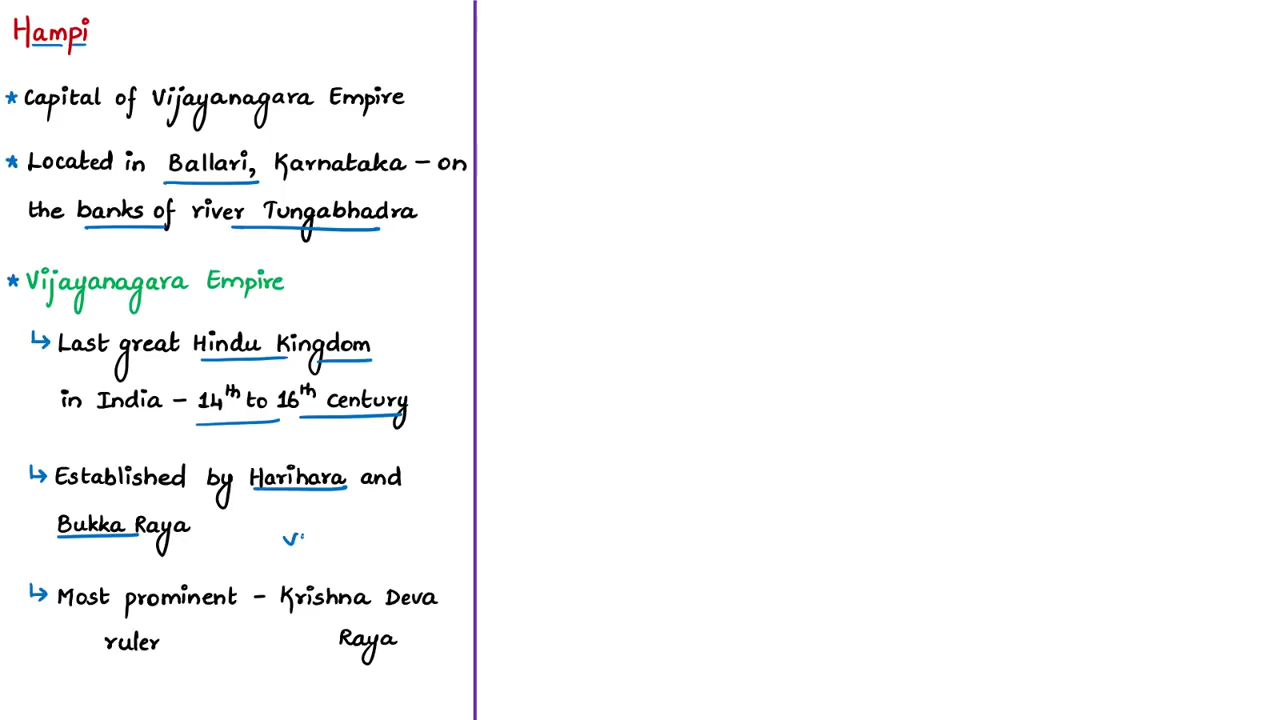 Hampi
* Capital of Vijayanagara Empire
* Located in Ballari, Karnataka - on
the banks of river Tungabhadra
* Vijayanagara Empire
↳ Last great Hindu Kingdom
in India - 14th to 16th century
↳ Established by Harihara and
Bukka Raya
↳ Most prominent - Krishna Deva
ruler Raya